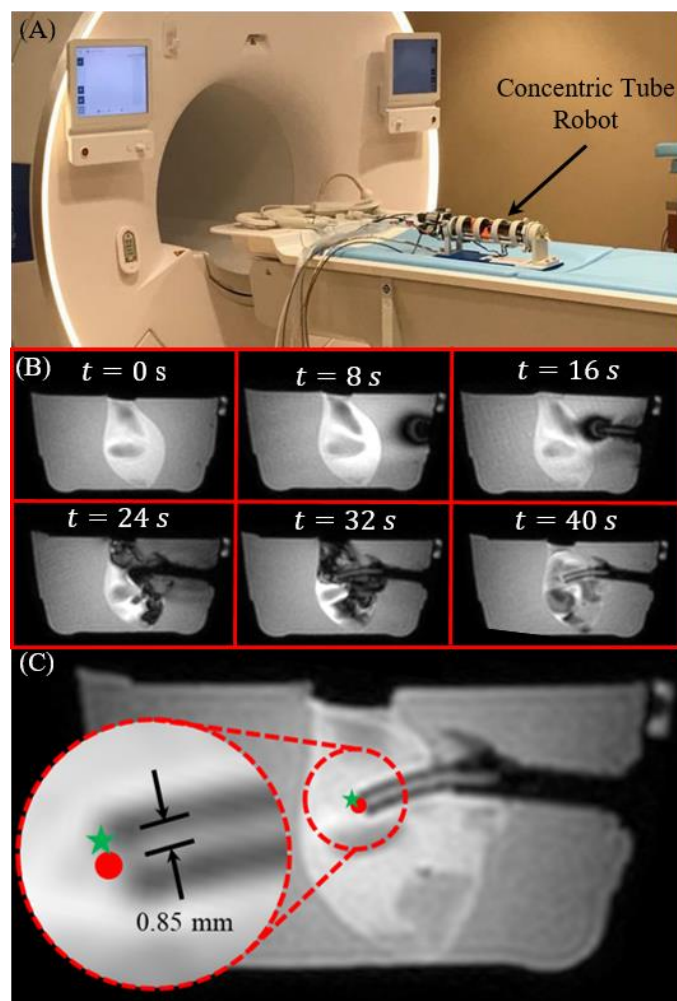 (A)
Concentric Tube
Robot
(B)
t = 0 s
t = 8 s
t = 16 s
t = 24 s
t = 32 s
t = 40 s
(C)
0.85 mm